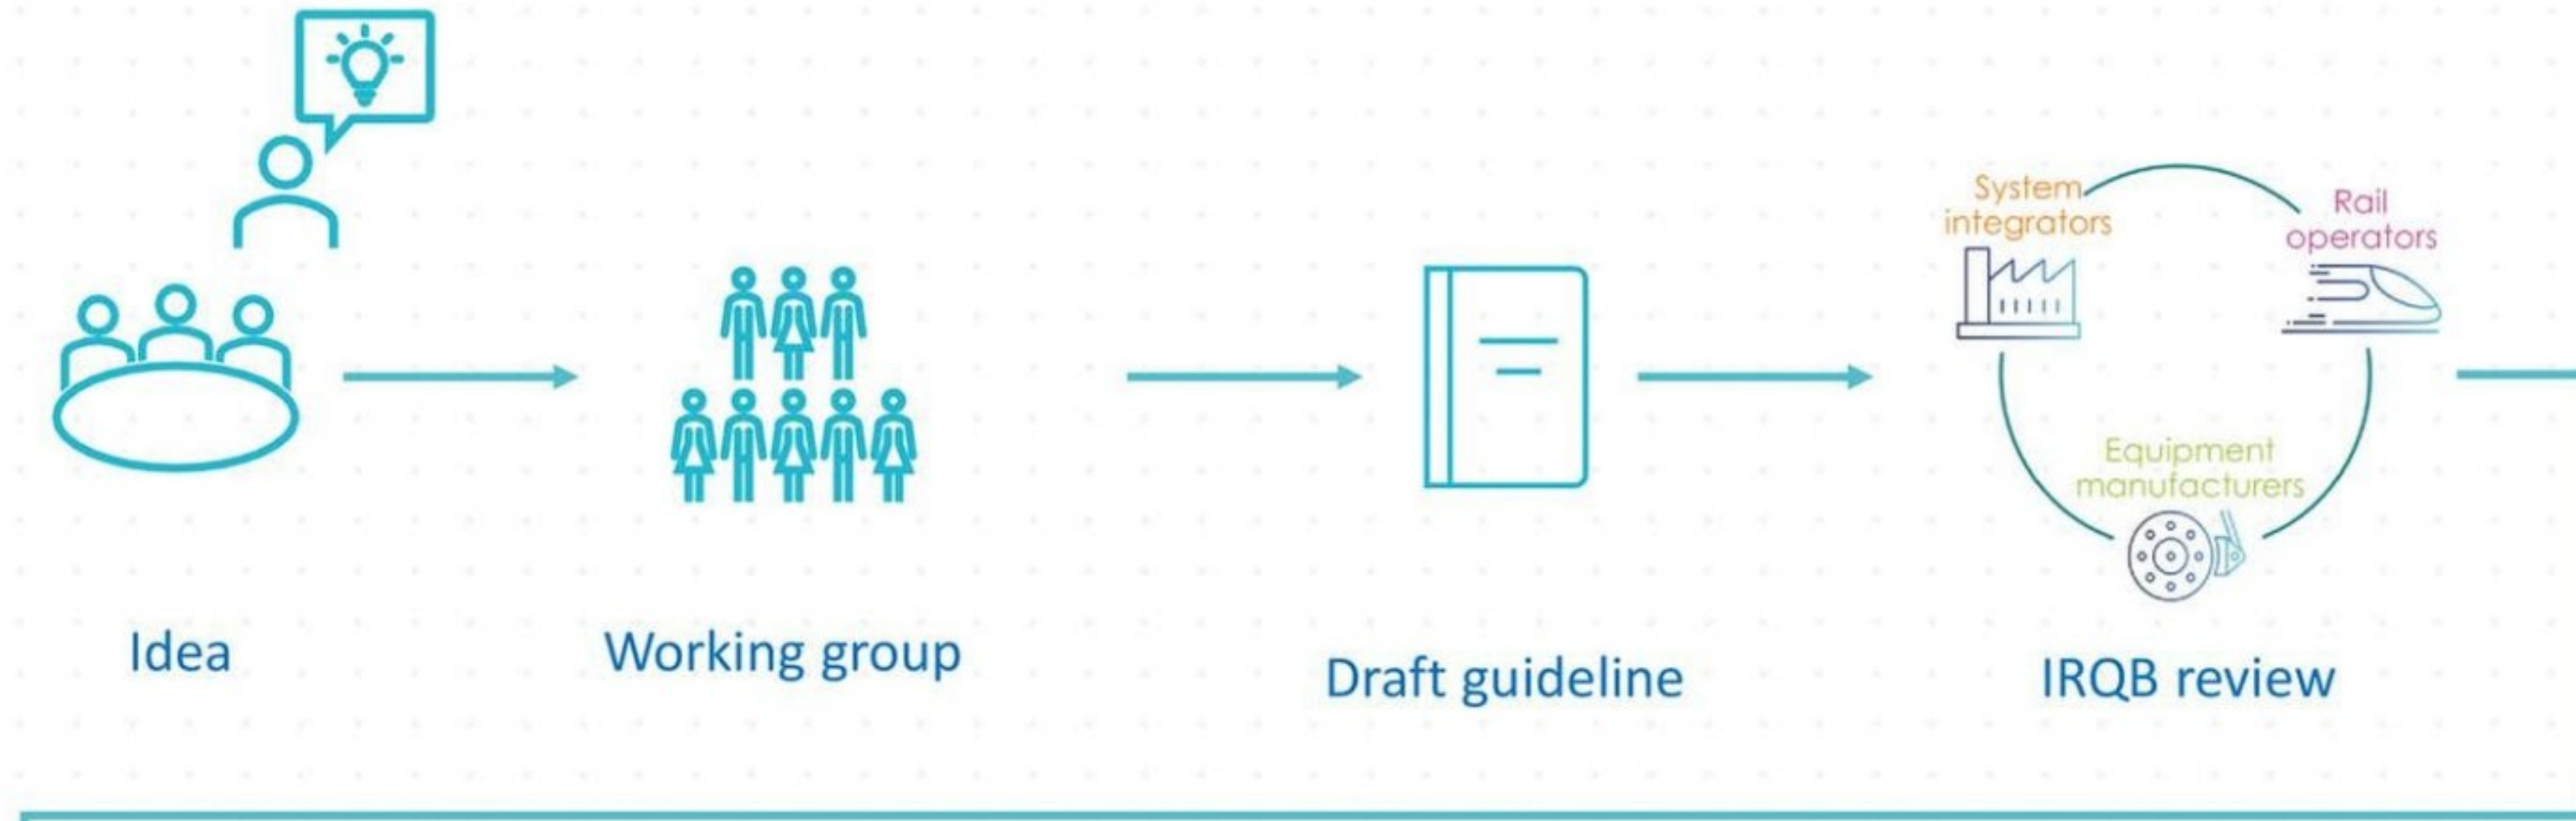 System
integrators
Rail
operators
Equipment
manufacturers
Idea
Working group
Draft guideline
IRQB review